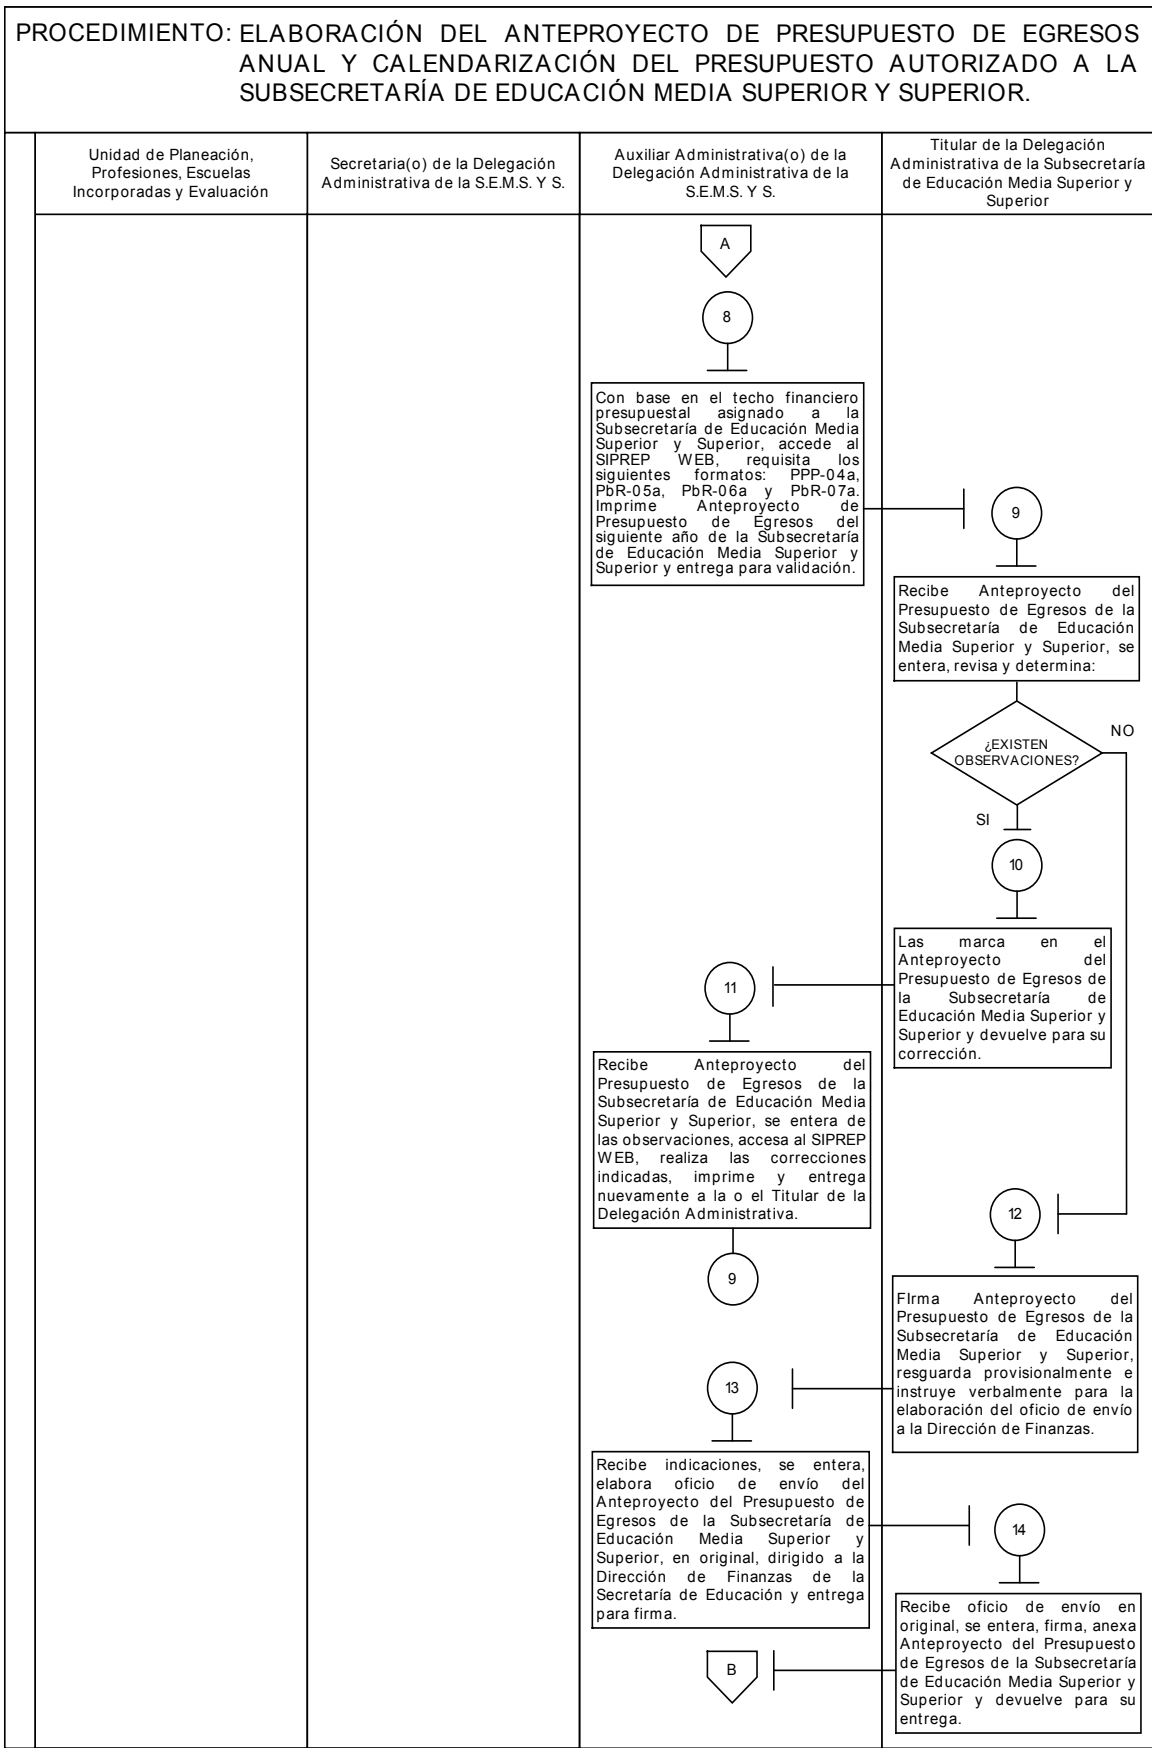 PROCEDIMIENTO: ELABORACIÓN DEL ANTEPROYECTO DE PRESUPUESTO DE EGRESOS
ANUAL Y CALENDARIZACIÓN DEL PRESUPUESTO AUTORIZADO A LA
SUBSECRETARÍA DE EDUCACIÓN MEDIA SUPERIOR Y SUPERIOR.
Unidad de Planeación,
Profesiones, Escuelas
Incorporadas y Evaluación
Secretaria(o) de la Delegación
Administrativa de la S.E.M.S. Y S.
Auxiliar Administrativa(o) de la
Delegación Administrativa de la
S.E.M.S. Y S.
Titular de la Delegación
Administrativa de la Subsecretaría
de Educación Media Superior y
Superior
A
8
Con base en el techo financiero
presupuestal asignado a la
Subsecretaría de Educación Media
Superior y Superior, accede al
SIPREP WEB, requisita los
siguientes formatos: PPP-04a,
PbR-05a, PbR-06a y PbR-07a.
Imprime Anteproyecto de
Presupuesto de Egresos del
siguiente año de la Subsecretaría
de Educación Media Superior y
Superior y entrega para validación.
9
Recibe Anteproyecto del
Presupuesto de Egresos de la
Subsecretaría de Educación
Media Superior y Superior, se
entera, revisa y determina:
¿EXISTEN
OBSERVACIONES?
NO
SI
10
Las marca en el
Anteproyecto del
Presupuesto de Egresos de
la Subsecretaría de
Educación Media Superior y
Superior y devuelve para su
corrección.
11
Recibe Anteproyecto del
Presupuesto de Egresos de la
Subsecretaría de Educación Media
Superior y Superior, se entera de
las observaciones, accesa al SIPREP
WEB, realiza las correcciones
indicadas, imprime y entrega
nuevamente a la o el Titular de la
Delegación Administrativa.
9
12
FIrma Anteproyecto del
Presupuesto de Egresos de la
Subsecretaría de Educación
Media Superior y Superior,
resguarda provisionalmente e
instruye verbalmente para la
elaboración del oficio de envío
a la Dirección de Finanzas.
13
Recibe indicaciones, se entera,
elabora oficio de envío del
Anteproyecto del Presupuesto de
Egresos de la Subsecretaría de
Educación Media Superior y
Superior, en original, dirigido a la
Dirección de Finanzas de la
Secretaría de Educación y entrega
para firma.
14
Recibe oficio de envío en
original, se entera, firma, anexa
Anteproyecto del Presupuesto
de Egresos de la Subsecretaría
de Educación Media Superior y
Superior y devuelve para su
entrega.
B